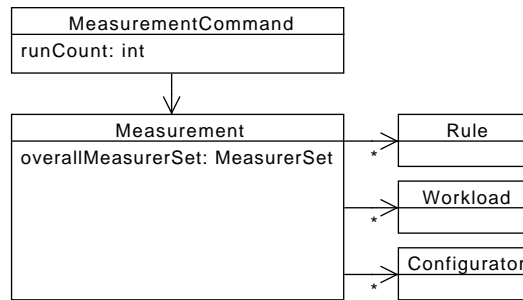 MeasurementCommand
runCount: int
Measurement
overallMeasurerSet: MeasurerSet
Rule
*
Workload
*
Configurator
*